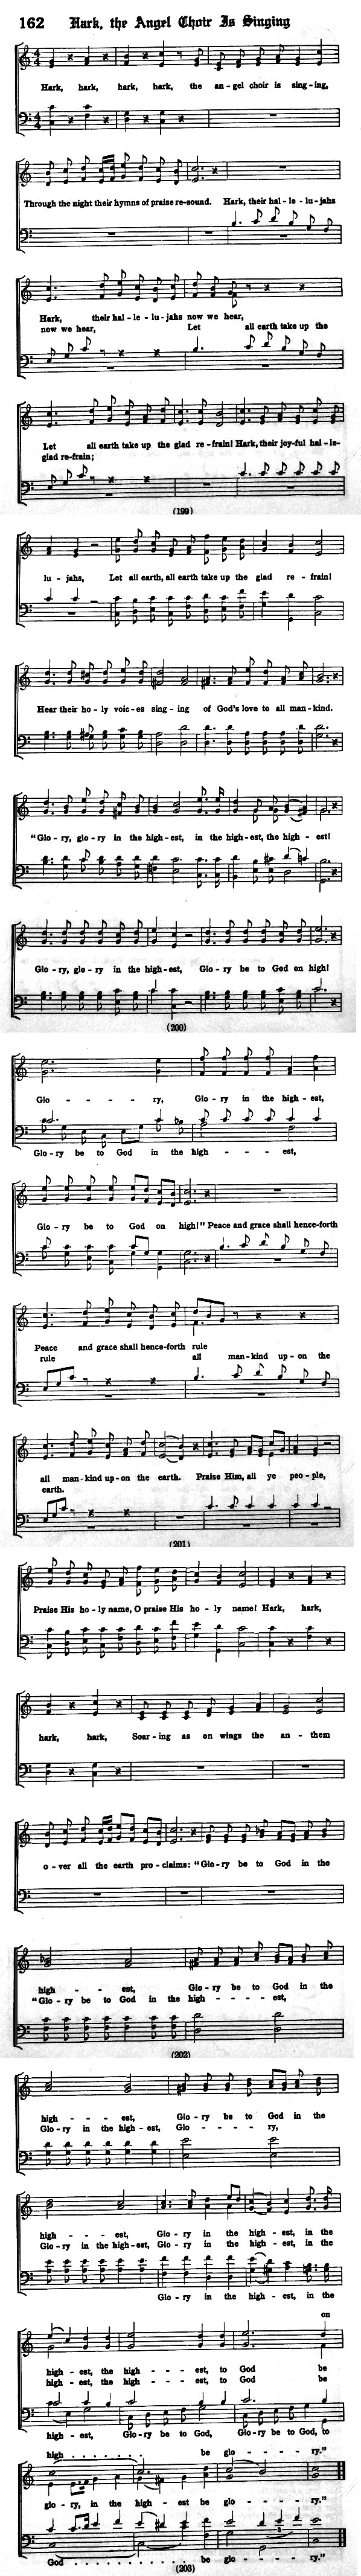 162 Hark, the Angel Choir Is Singing
Hark, hark, hark, hark, the an-gel choir is sing-ing,
Through the night their hymns of praise re-sound. Hark, their hal-le-lu-jahs
Hark, their hal-le-lu-jahs now we hear,
now we hear, Let all earth take up the
Let all earth take up the glad re-frain! Hark, their joy-ful hal-le-
glad re-frain;
(199)
lu-jahs, Let all earth, all earth take up the glad re-frain!
Hear their ho-ly voic-es sing-ing of God's love to all man-kind.
"Glo-ry, glo-ry in the high-est, in the high-est, the high-est!
Glo-ry, glo-ry in the high-est, Glo-ry be to God on high!
(200)
Glo - - - - ry, Glo-ry in the high-est,
Glo-ry be to God in the high - - - est,
Glo-ry be to God on high!" Peace and grace shall hence-forth
Peace and grace shall hence-forth rule
rule all man-kind up-on the
all man-kind up-on the earth. Praise Him, all ye peo-ple,
earth.
(201)
Praise His ho-ly name, O praise His ho-ly name! Hark, hark,
hark, hark, Soar-ing as on wings the an-them
o-ver all the earth pro-claims: "Glo-ry be to God in the
high - - - est, Glo-ry be to God in the
"Glo-ry be to God in the high - - - - est,
(202)
high - - - est, Glo-ry be to God in the
Glo-ry in the high-est, Glo - - - - ry,
high - - - est, Glo-ry in the high-est, in the
Glo-ry in the high-est, Glo-ry in the high-est, in the
Glo-ry in the high-est, in the
on
high-est, the high - - - est, to God be
high-est, the high - - - est, to God be
high-est, Glo-ry be to God, Glo-ry be to God, to
high . . . . . . . be glo - - ry."
glo-ry, in the high-est be glo - - ry."
God . . . . . . . be glo - - ry."
(203)